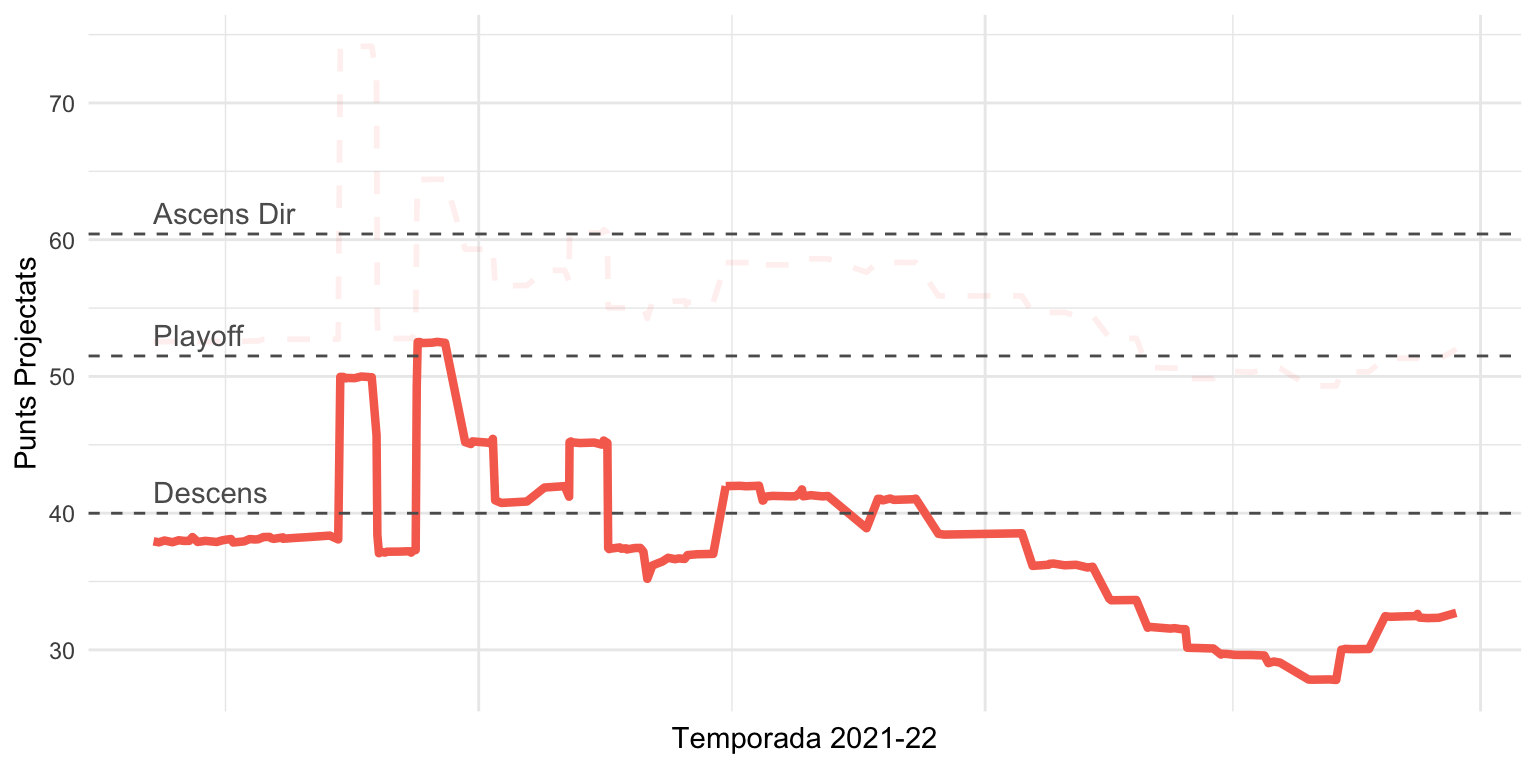 70
60
50
40
30
Punts Projectats
Ascens Dir
Playoff
Descens
Temporada 2021-22